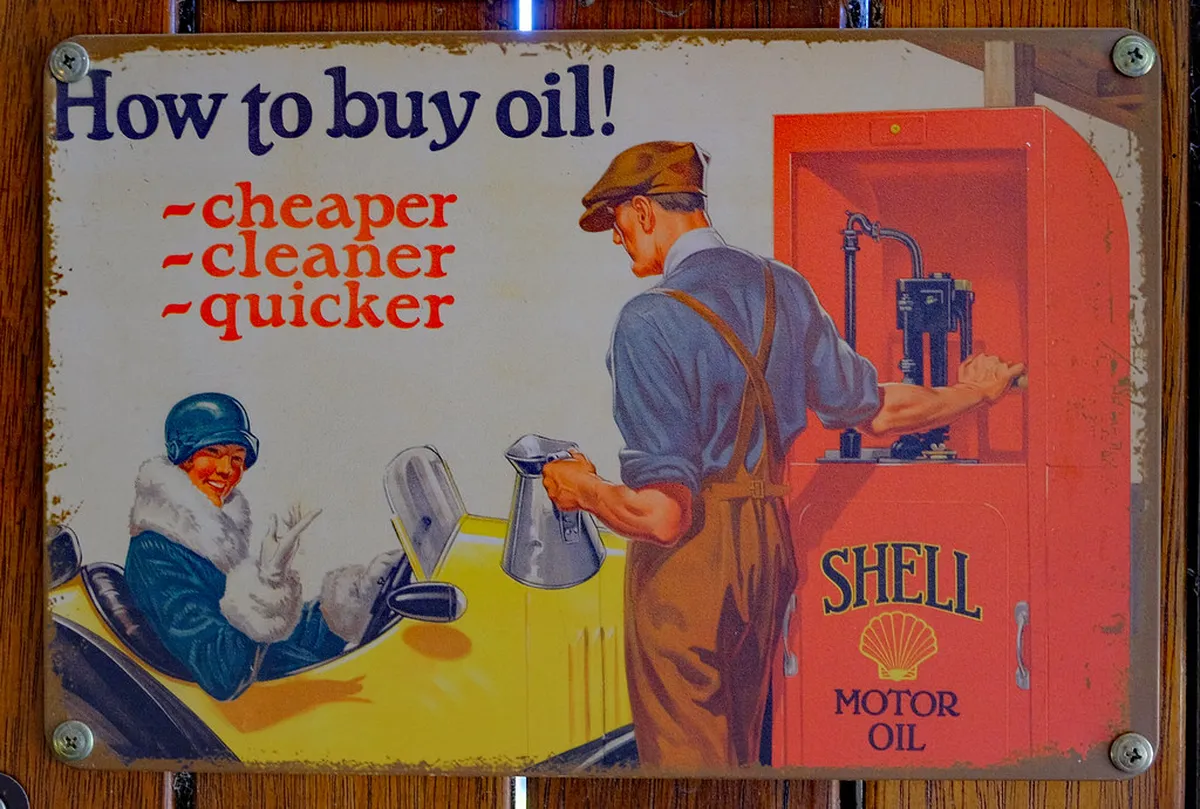 How to buy oil!
~cheaper
~cleaner
~quicker
SHELL
MOTOR
OIL